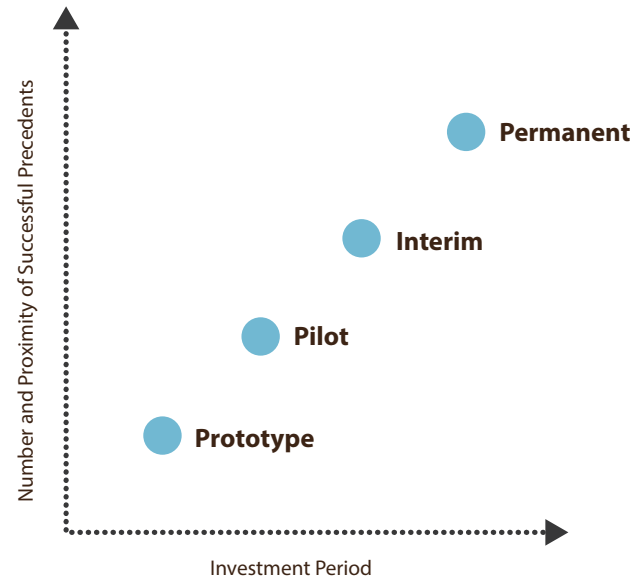 Number and Proximity of Successful Precedents
Permanent
Interim
Pilot
Prototype
Investment Period